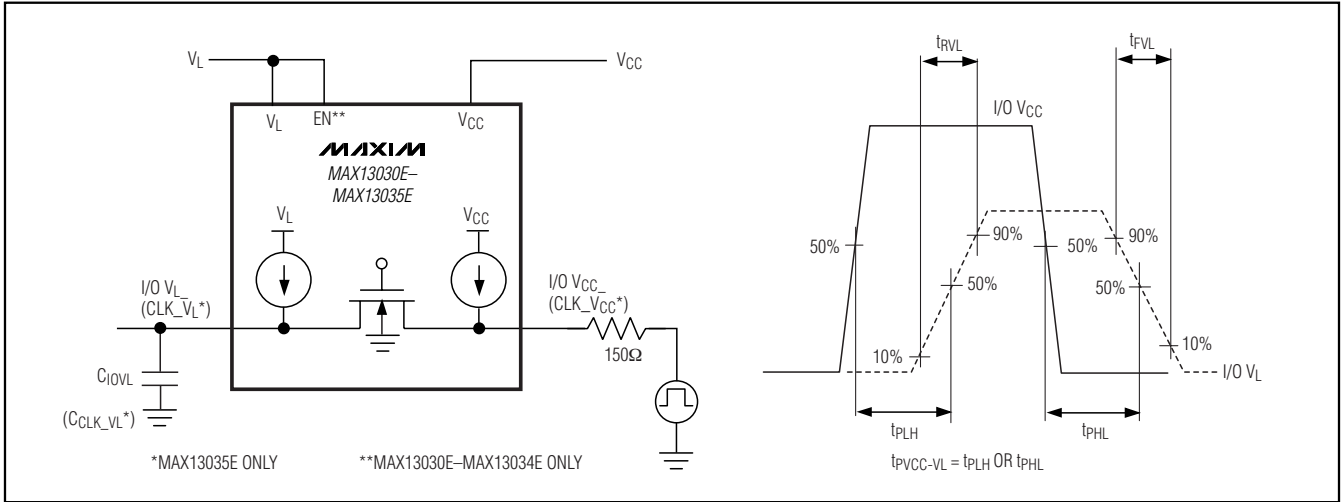 V_L
V_CC
V_L
EN**
V_CC
MAXIM
MAX13030E–
MAX13035E
V_L
V_CC
I/O V_L_
(CLK_V_L*)
I/O V_CC_
(CLK_V_CC*)
150Ω
C_IOVL
(C_CLK_VL*)
*MAX13035E ONLY
**MAX13030E–MAX13034E ONLY
t_RVL
t_FVL
I/O V_CC
50%
90%
50%
10%
50%
90%
50%
10%
I/O V_L
t_PLH
t_PHL
t_PVCC-VL = t_PLH OR t_PHL